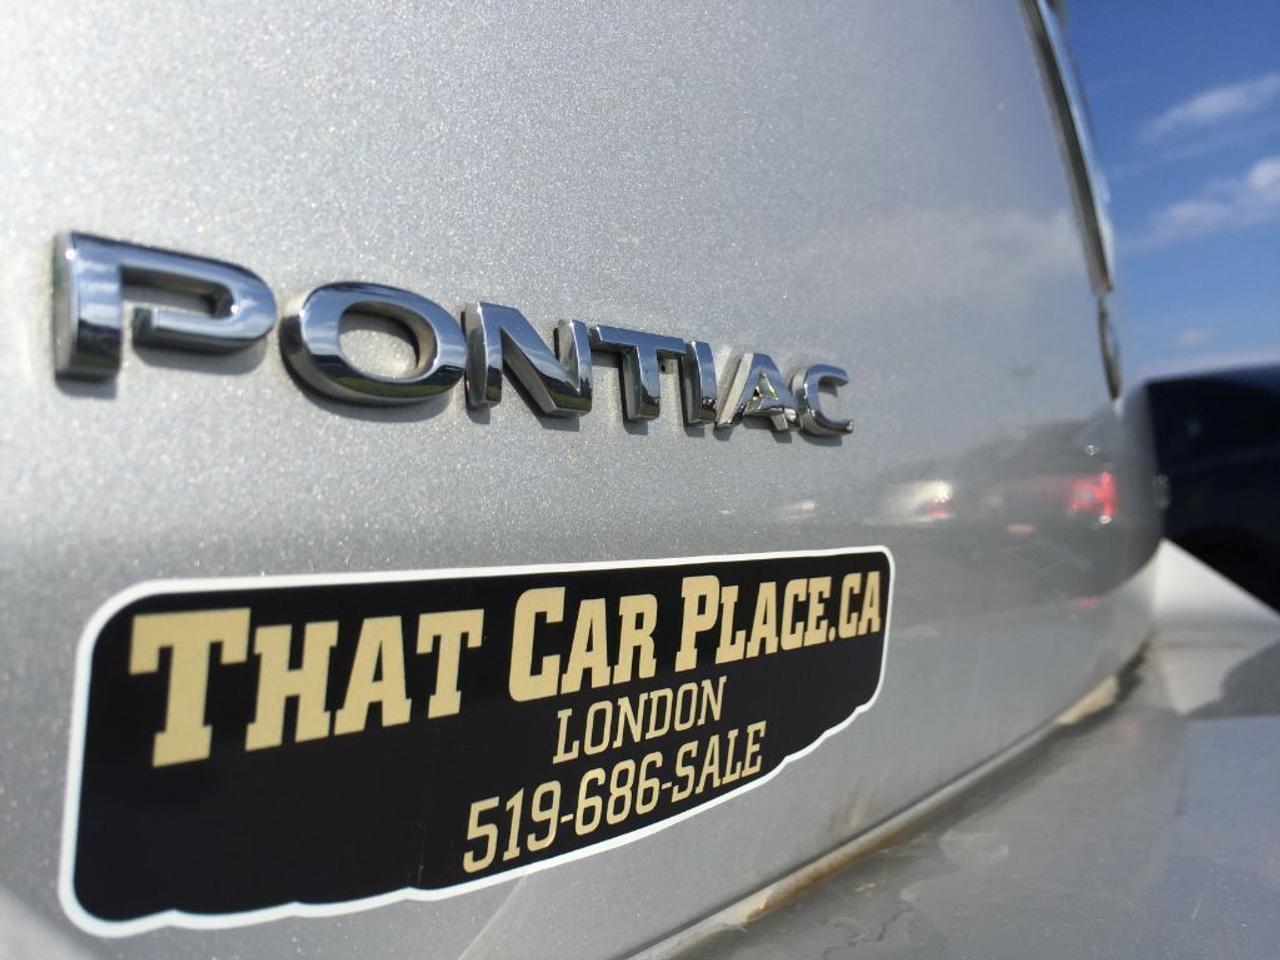 PONTIAC
THAT CAR PLACE.CA
LONDON
519-686-SALE